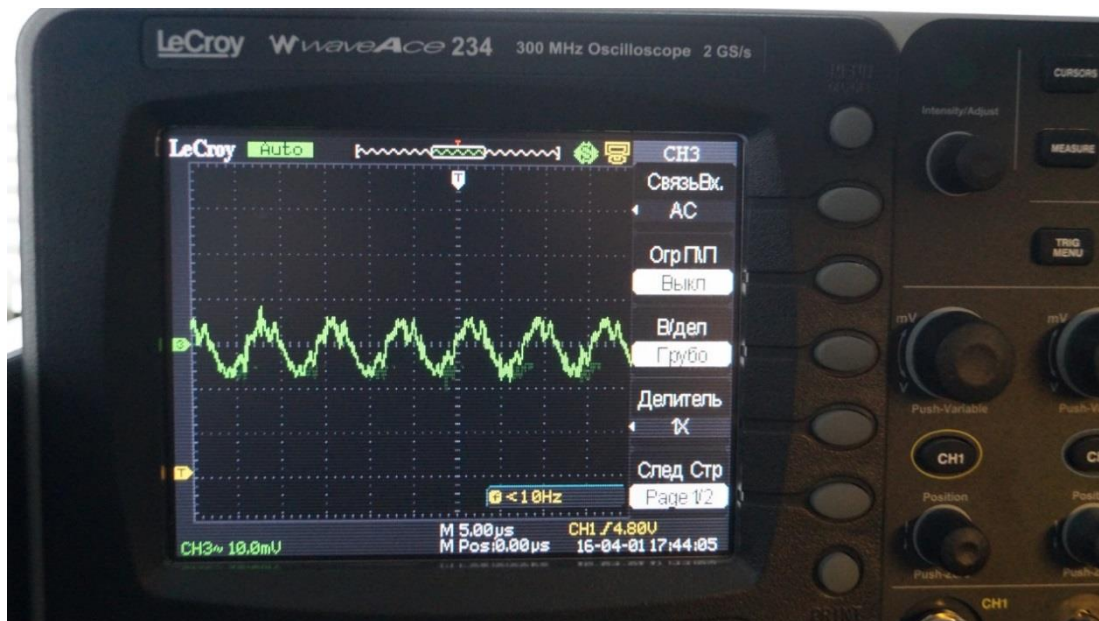 LeCroy WaveAce 234 300 MHz Oscilloscope 2 GS/s
LeCroy Auto
T
CH3
СвязьВх.
AC
Огр П\П
Выкл
В/дел
Грубо
Делитель
1X
След Стр
Page 1/2
3
T
<10Hz
M 5.00µs CH1 / 4.80V
CH3~ 10.0mV M Pos:0.00µs 16-04-01 17:44:05
CURSORS
Intensity/Adjust
MEASURE
TRIG
MENU
mV
mV
V
Push-Variable
CH1
Position
CH1
PRINT